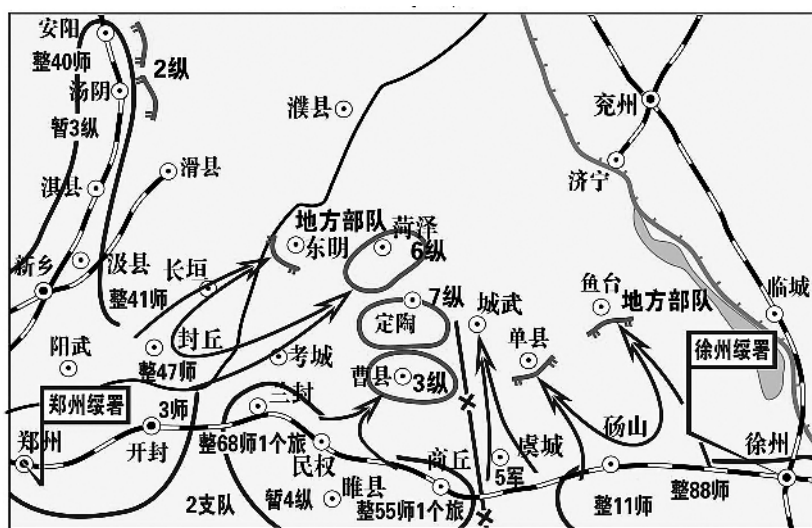 安阳
整40师
2纵
汤阴
濮县
暂3纵
兖州
滑县
淇县
济宁
地方部队
东明
菏泽
6纵
新乡
汲县
长垣
整41师
7纵
城武
鱼台
地方部队
临城
定陶
封丘
单县
阳武
整47师
考城
曹县
3纵
徐州绥署
郑州绥署
3师
兰封
砀山
郑州
开封
整68师1个旅
民权
商丘
虞城
5军
徐州
2支队
暂4纵
睢县
整55师1个旅
整11师
整88师